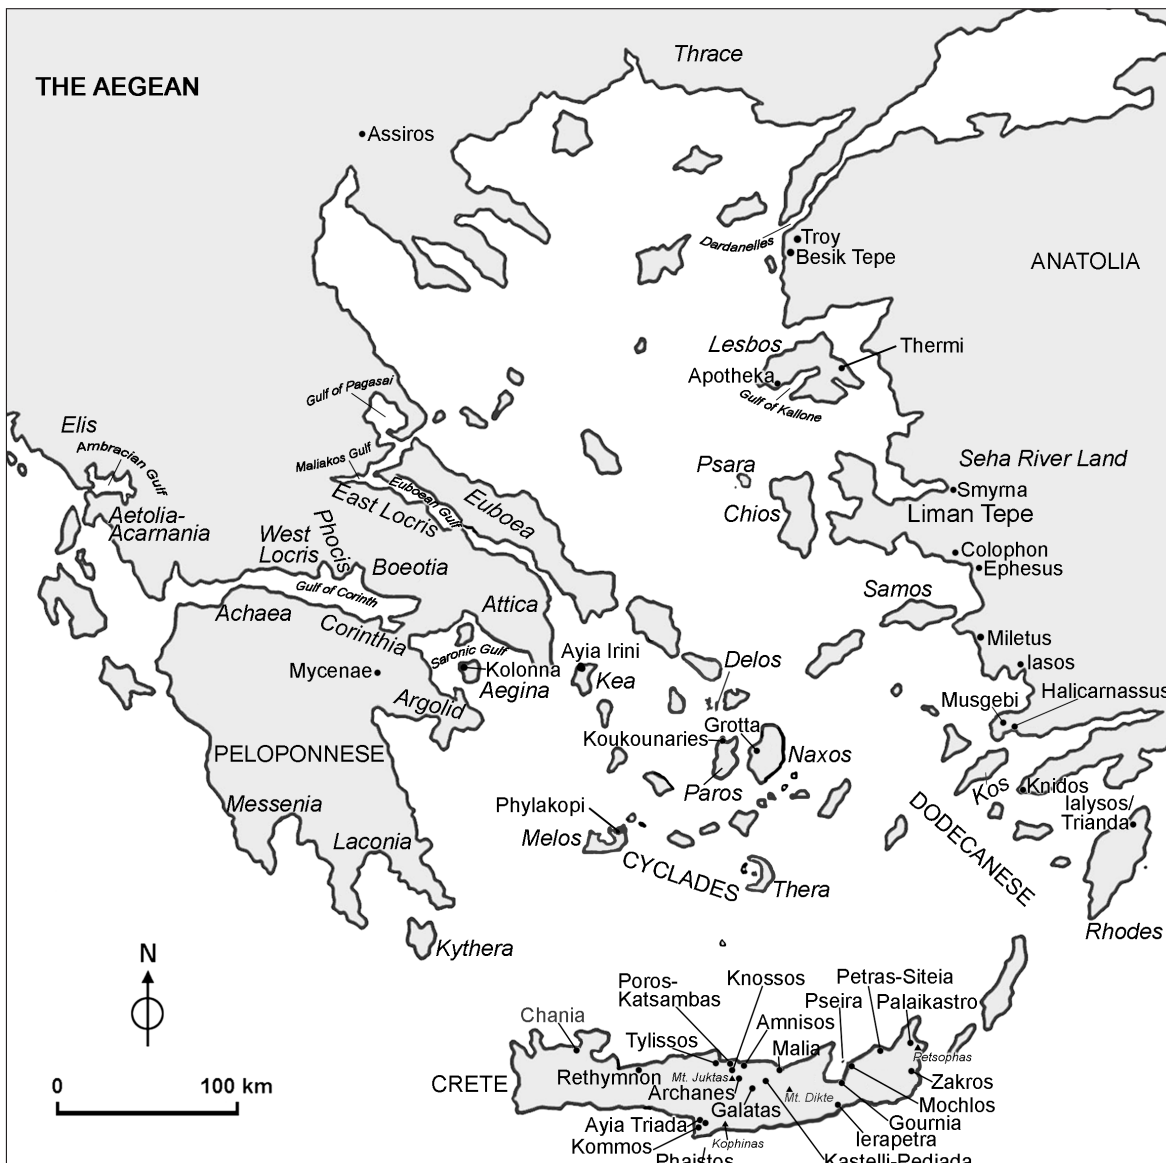 Thrace
THE AEGEAN
Assiros
Dardanelles
Troy
Besik Tepe
ANATOLIA
Lesbos
Thermi
Apotheka
Gulf of Kallone
Gulf of Pagasai
Elis
Ambracian Gulf
Maliakos Gulf
Euboean Gulf
Euboea
East Locris
Psara
Seha River Land
Smyrna
Chios
Liman Tepe
Aetolia-
Acarnania
West
Locris
Phocis
Boeotia
Colophon
Ephesus
Gulf of Corinth
Achaea
Corinthia
Attica
Samos
Saronic Gulf
Ayia Irini
Delos
Miletus
Iasos
Mycenae
Kolonna
Aegina
Kea
Argolid
Musgebi
Halicarnassus
Grotta
Koukounaries
Naxos
PELOPONNESE
Paros
Kos
Knidos
Ialysos/
Trianda
Messenia
Phylakopi
Melos
Laconia
DODECANESE
CYCLADES
Thera
Rhodes
Kythera
N
Poros-
Katsambas
Knossos
Petras-Siteia
Pseira
Palaikastro
Chania
Amnisos
Tylissos
Malia
Petsophas
0
100 km
CRETE
Rethymnon
Mt. Juktas
Archanes
Mt. Dikte
Zakros
Mochlos
Galatas
Gournia
Ayia Triada
Ierapetra
Kommos
Kophinas
Phaistos
Kastelli-Pediada